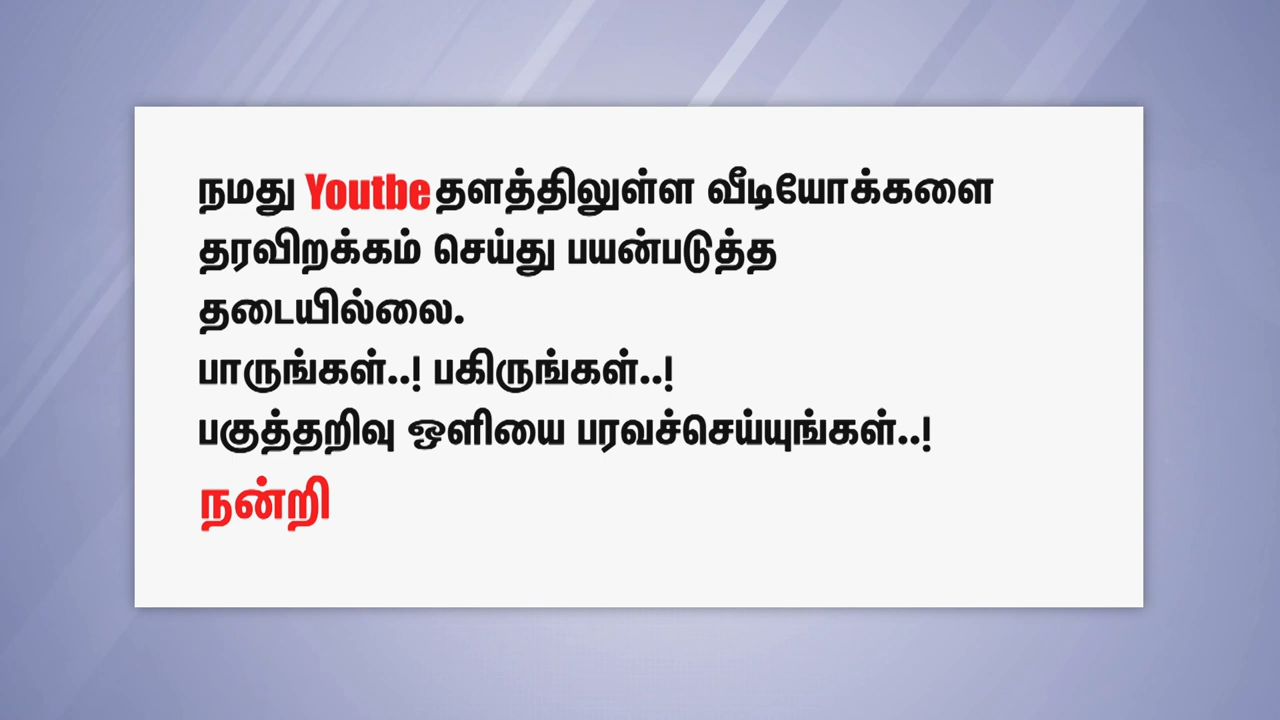 நமது Youtbe தளத்திலுள்ள வீடியோக்களை
தரவிறக்கம் செய்து பயன்படுத்த
தடையில்லை.
பாருங்கள்..! பகிருங்கள்..!
பகுத்தறிவு ஒளியை பரவச்செய்யுங்கள்..!
நன்றி